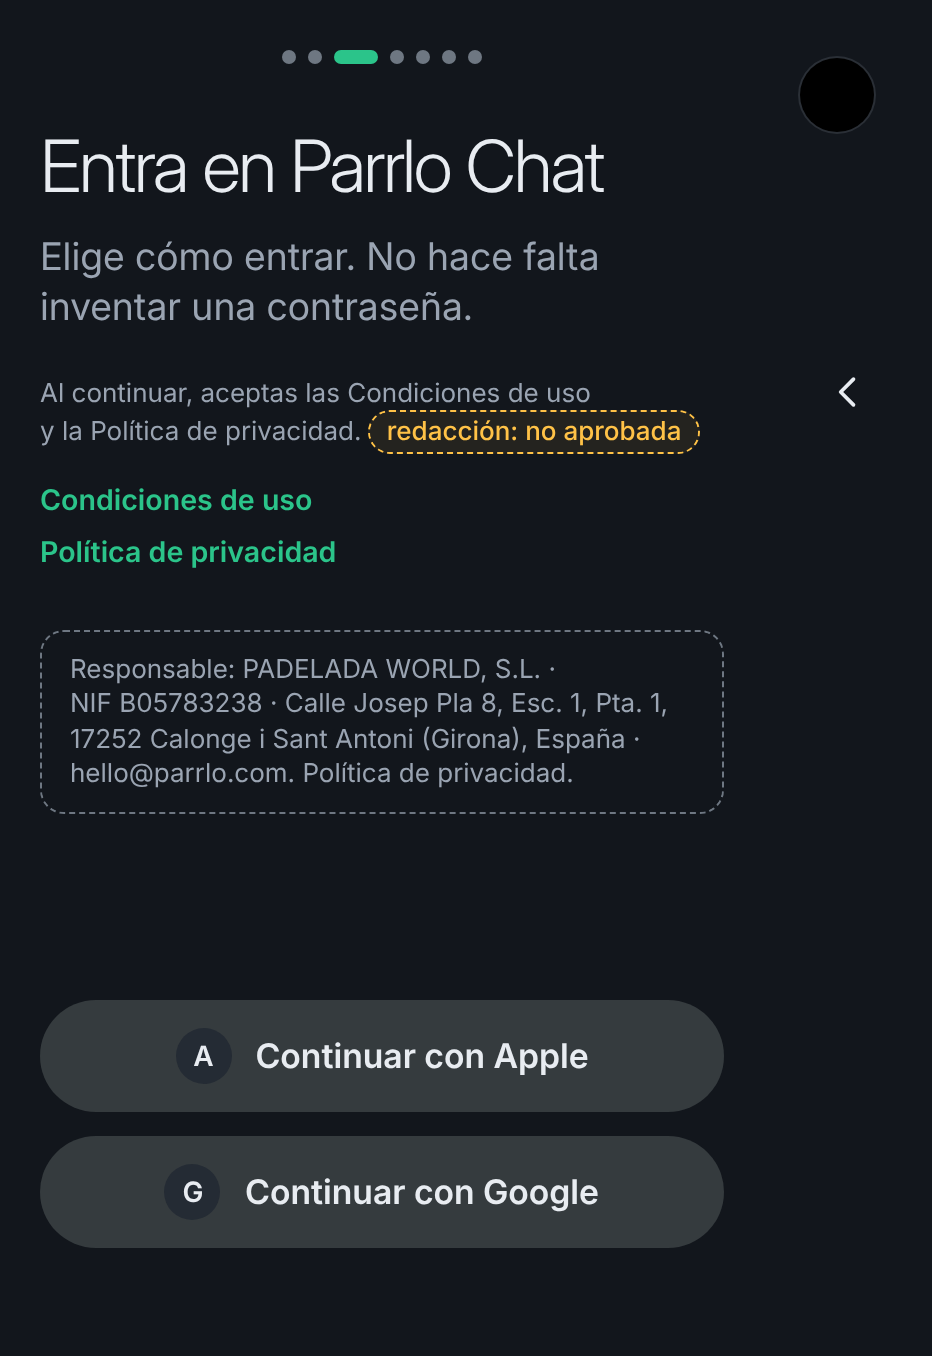 Entra en Parrlo Chat
Elige cómo entrar. No hace falta
inventar una contraseña.
Al continuar, aceptas las Condiciones de uso
y la Política de privacidad. redacción: no aprobada
Condiciones de uso
Política de privacidad
Responsable: PADELADA WORLD, S.L. ·
NIF B05783238 · Calle Josep Pla 8, Esc. 1, Pta. 1,
17252 Calonge i Sant Antoni (Girona), España ·
hello@parrlo.com. Política de privacidad.
A Continuar con Apple
G Continuar con Google